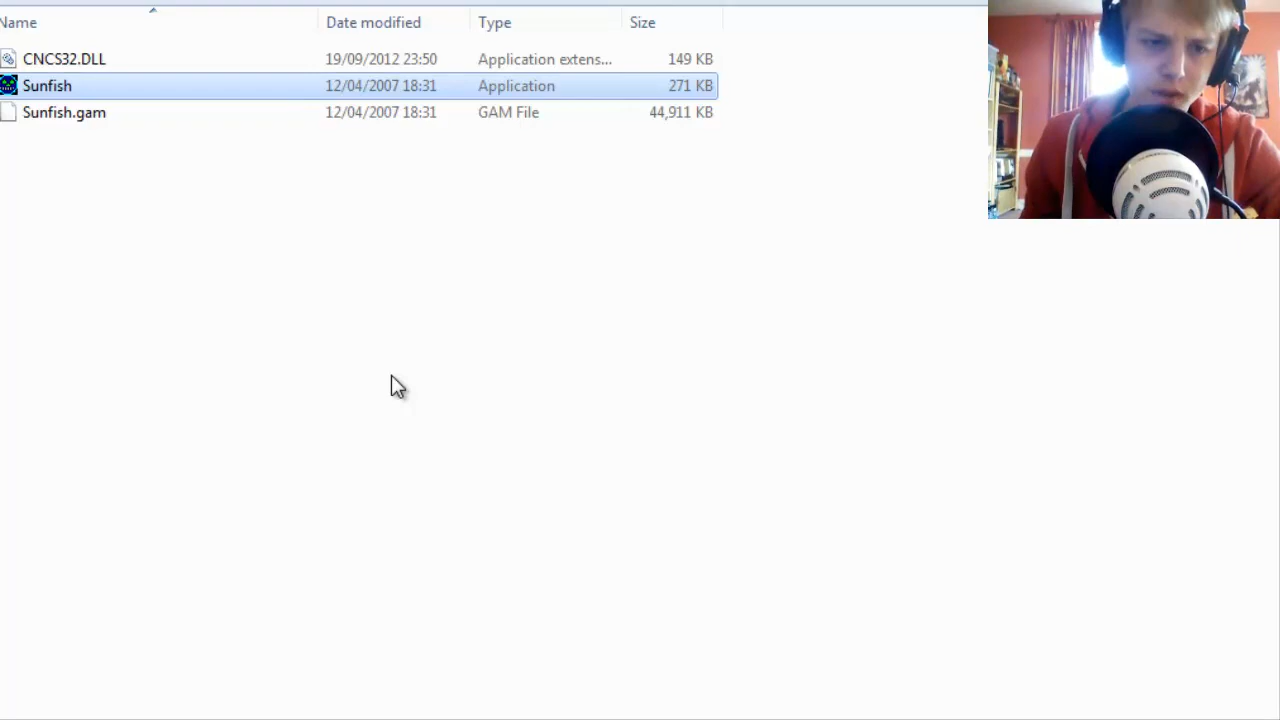 Name Date modified Type Size
CNCS32.DLL 19/09/2012 23:50 Application extens... 149 KB
Sunfish 12/04/2007 18:31 Application 271 KB
Sunfish.gam 12/04/2007 18:31 GAM File 44,911 KB